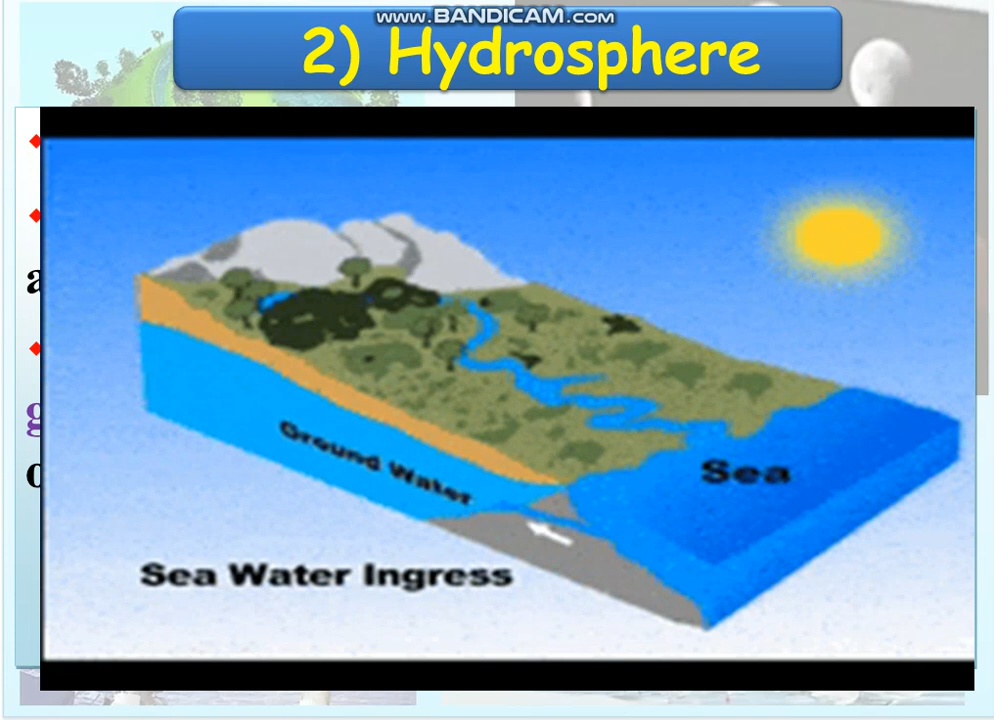 www.BANDICAM.com
2) Hydrosphere
a
g
Ground Water
Sea
Sea Water Ingress